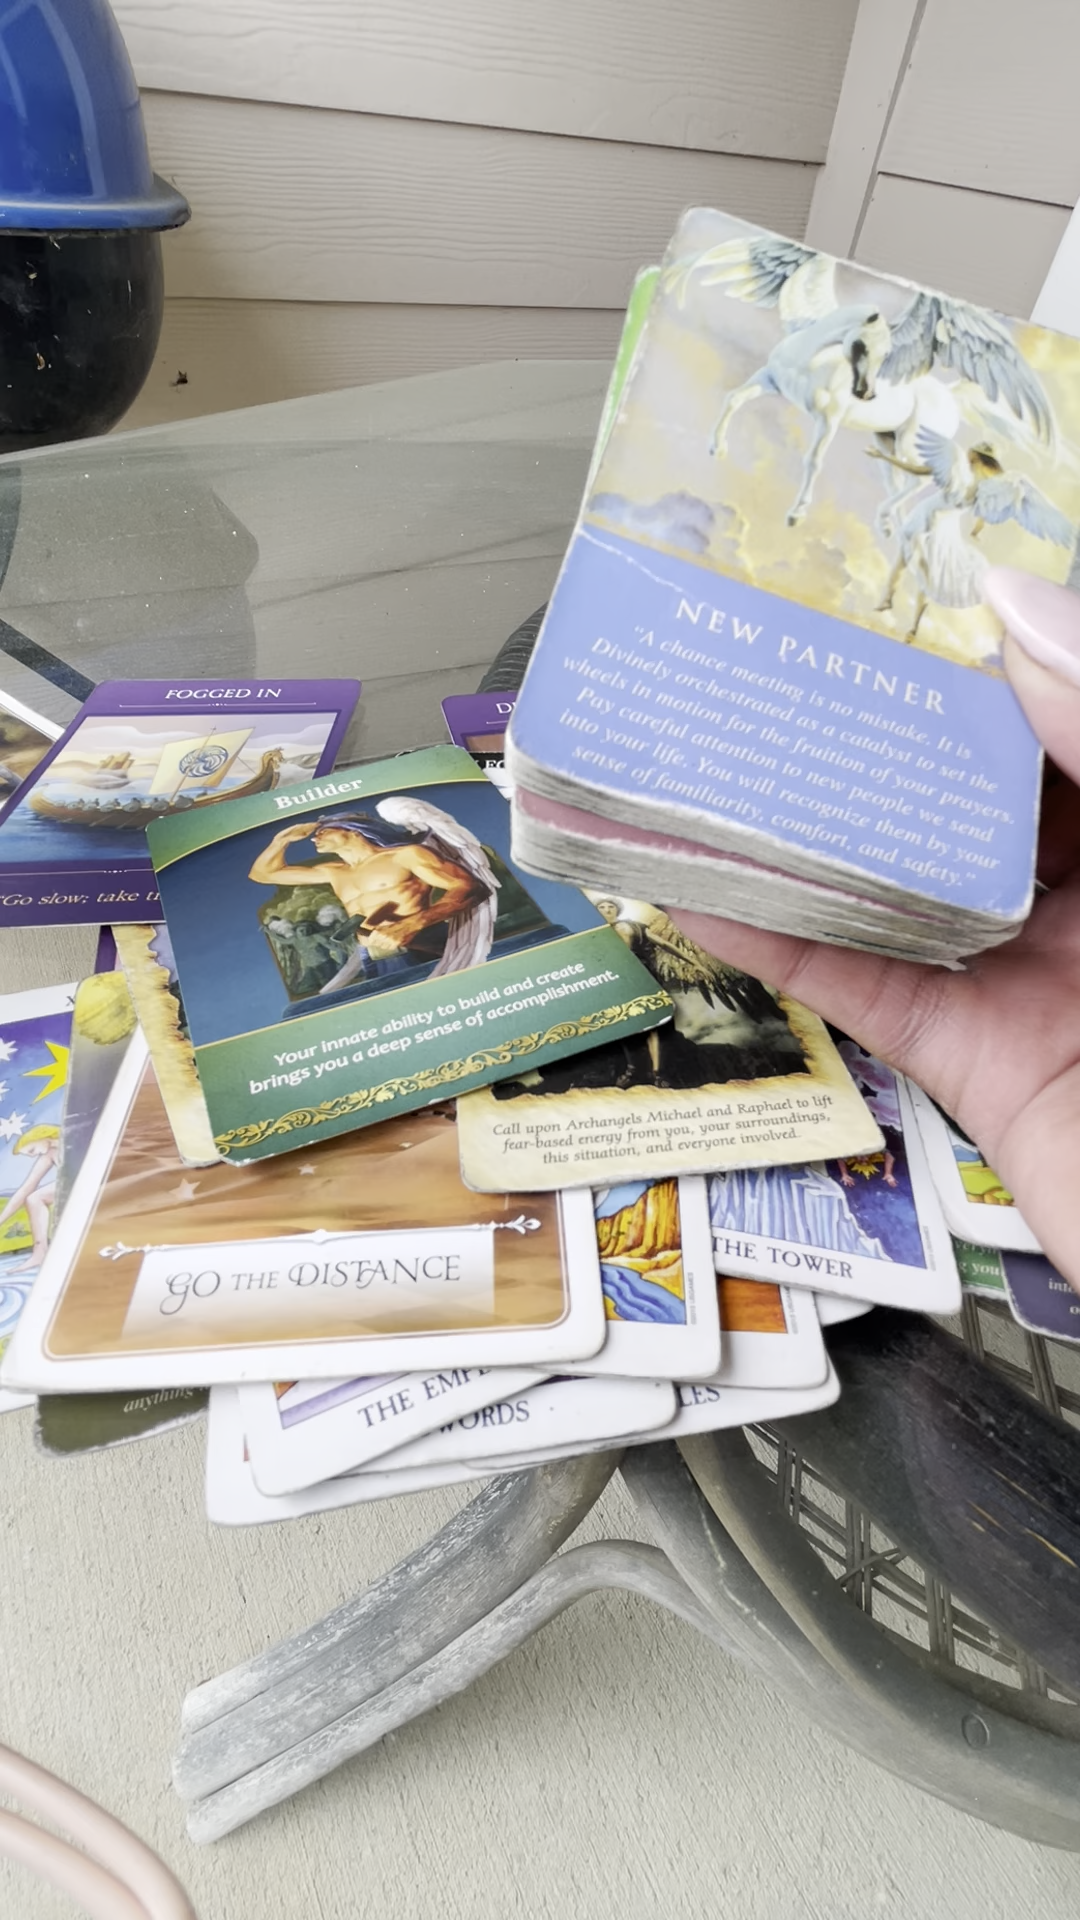 NEW PARTNER
"A chance meeting is no mistake. It is
Divinely orchestrated as a catalyst to set the
wheels in motion for the fruition of your prayers.
Pay careful attention to new people we send
into your life. You will recognize them by your
sense of familiarity, comfort, and safety."
FOGGED IN
"Go slow; take
Builder
Your innate ability to build and create
brings you a deep sense of accomplishment.
Call upon Archangels Michael and Raphael to lift
fear-based energy from you, your surroundings,
this situation, and everyone involved.
GO THE DISTANCE
THE TOWER
THE EMPE
WORDS
LES
anything
you